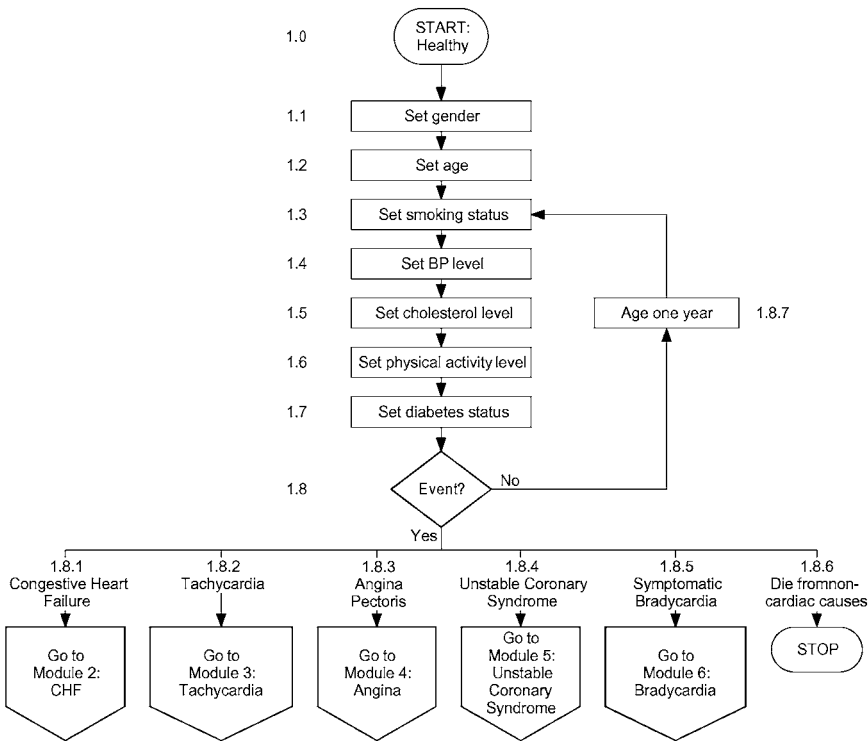 1.0
START:
Healthy
1.1
Set gender
1.2
Set age
1.3
Set smoking status
1.4
Set BP level
1.5
Set cholesterol level
Age one year
1.8.7
1.6
Set physical activity level
1.7
Set diabetes status
1.8
Event?
No
Yes
1.8.1
Congestive Heart
Failure
1.8.2
Tachycardia
1.8.3
Angina
Pectoris
1.8.4
Unstable Coronary
Syndrome
1.8.5
Symptomatic
Bradycardia
1.8.6
Die fromnon-
cardiac causes
Go to
Module 2:
CHF
Go to
Module 3:
Tachycardia
Go to
Module 4:
Angina
Go to
Module 5:
Unstable
Coronary
Syndrome
Go to
Module 6:
Bradycardia
STOP